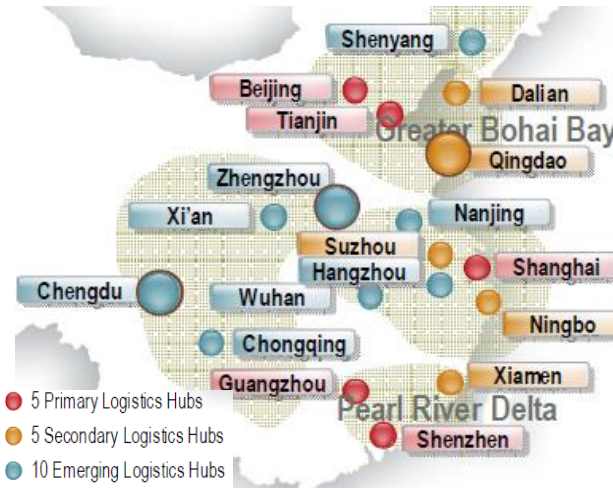 Shenyang
Beijing
Dalian
Tianjin
Greater Bohai Bay
Qingdao
Zhengzhou
Xi'an
Nanjing
Suzhou
Hangzhou
Shanghai
Chengdu
Wuhan
Ningbo
Chongqing
Guangzhou
Xiamen
Pearl River Delta
Shenzhen
5 Primary Logistics Hubs
5 Secondary Logistics Hubs
10 Emerging Logistics Hubs